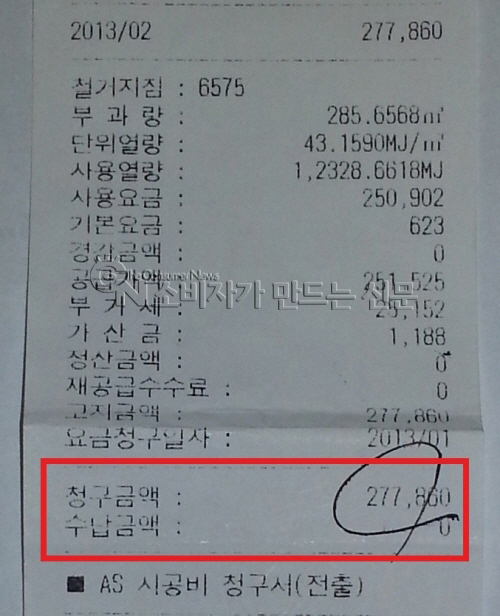 2013/02 277,860
철거지침 : 6575
부 과 량 : 285.6568㎥
단위열량 : 43.1590MJ/㎥
사용열량 : 1,2328.6618MJ
사용요금 : 250,902
기본요금 : 623
경감금액 : 0
공급가액 : 251,525
The Consumer News
소비자가 만드는 신문
부 가 세 : 25,152
가 산 금 : 1,188
정산금액 : 0
재공급수수료 : 0
고지금액 : 277,860
요금청구일자 : 2013/01
청구금액 : 277,860
수납금액 : 0
■ AS 시공비 청구서(전출)